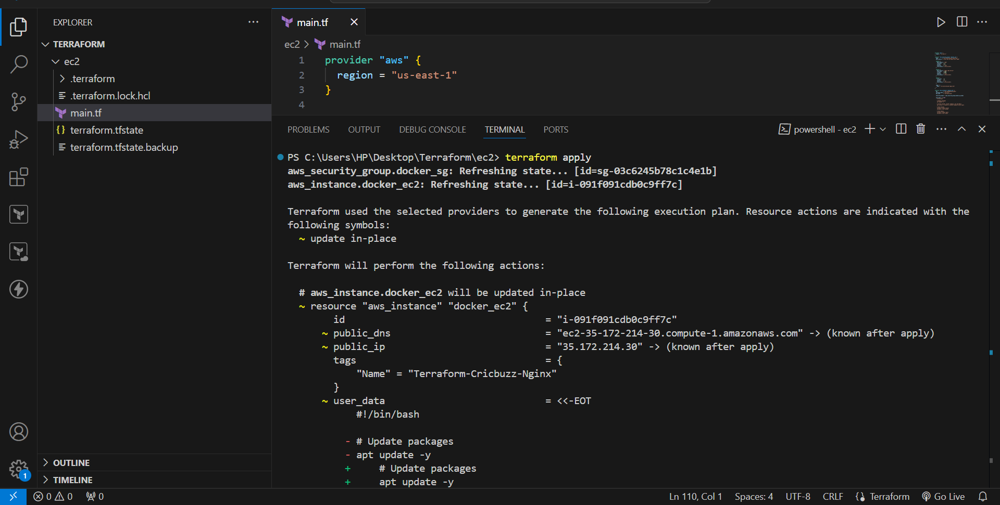 EXPLORER
TERRAFORM
ec2
.terraform
.terraform.lock.hcl
main.tf
terraform.tfstate
terraform.tfstate.backup
OUTLINE
TIMELINE
main.tf
ec2 > main.tf
1 provider "aws" {
2 region = "us-east-1"
3 }
4
PROBLEMS OUTPUT DEBUG CONSOLE TERMINAL PORTS
powershell - ec2
PS C:\Users\HP\Desktop\Terraform\ec2> terraform apply
aws_security_group.docker_sg: Refreshing state... [id=sg-03c6245b78c1c4e1b]
aws_instance.docker_ec2: Refreshing state... [id=i-091f091cdb0c9ff7c]
Terraform used the selected providers to generate the following execution plan. Resource actions are indicated with the
following symbols:
~ update in-place
Terraform will perform the following actions:
# aws_instance.docker_ec2 will be updated in-place
~ resource "aws_instance" "docker_ec2" {
id = "i-091f091cdb0c9ff7c"
~ public_dns = "ec2-35-172-214-30.compute-1.amazonaws.com" -> (known after apply)
~ public_ip = "35.172.214.30" -> (known after apply)
tags = {
"Name" = "Terraform-Cricbuzz-Nginx"
}
~ user_data = <<-EOT
#!/bin/bash
- # Update packages
- apt update -y
+ # Update packages
+ apt update -y
1
0 0 0
Ln 110, Col 1 Spaces: 4 UTF-8 CRLF Terraform Go Live